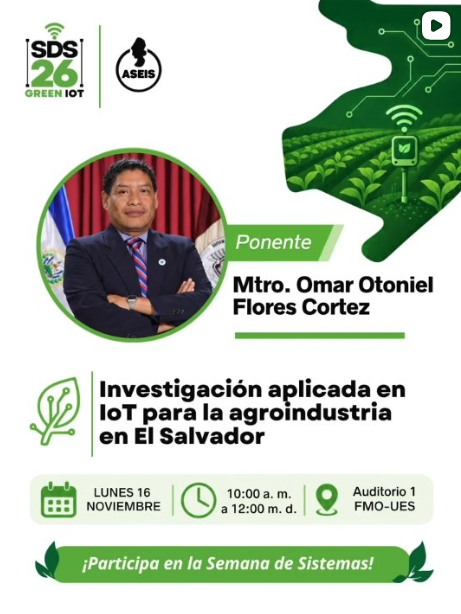 SDS
26
GREEN IOT
ASEIS
Ponente
Mtro. Omar Otoniel
Flores Cortez
Investigación aplicada en
IoT para la agroindustria
en El Salvador
LUNES 16
NOVIEMBRE
10:00 a. m.
a 12:00 m. d.
Auditorio 1
FMO-UES
¡Participa en la Semana de Sistemas!